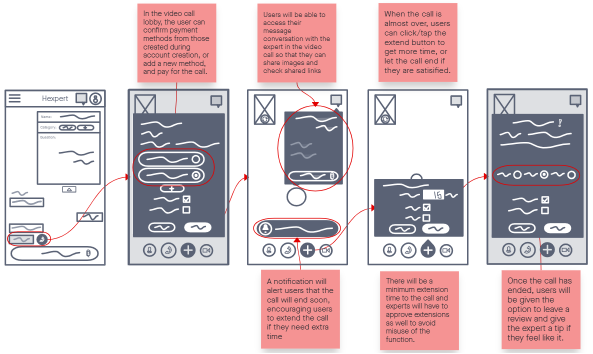 In the video call
lobby, the user can
confirm payment
methods from those
created during
account creation, or
add a new method,
and pay for the call.
Users will be able to
access their
message
conversation with the
expert in the video
call so that they can
share images and
check shared links
When the call is
almost over, users
can click/tap the
extend button to
get more time, or
let the call end if
they are satisified.
Hexpert
Name:
Category:
Question:
15
A notification will
alert users that the
call will end soon,
encouraging users
to extend the call
if they need extra
time
There will be a
minimum extension
time to the call and
experts will have to
approve extensions
as well to avoid
misuse of the
function.
Once the call has
ended, users will
be given the
option to leave a
review and give
the expert a tip if
they feel like it.